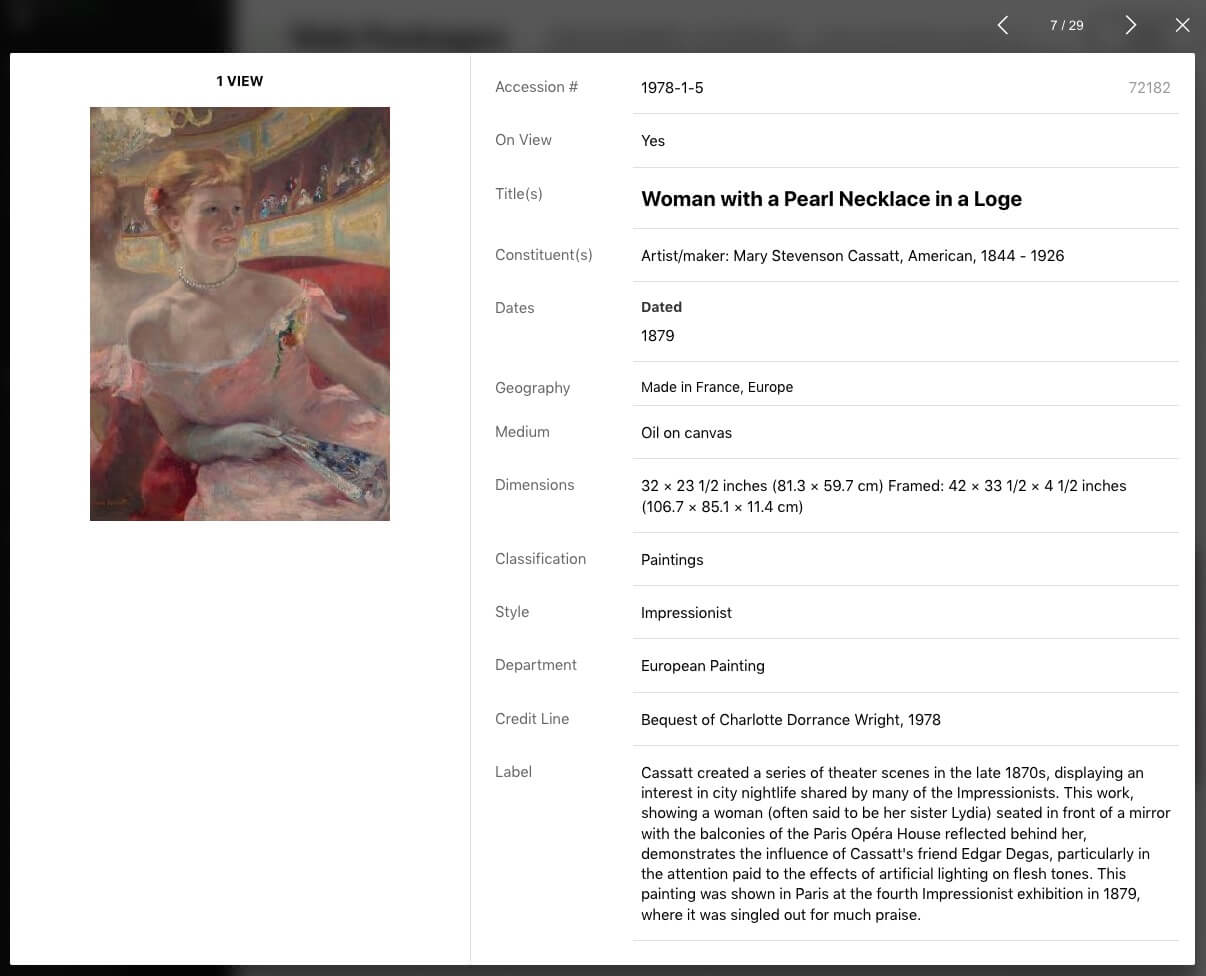 7 / 29
1 VIEW
Accession #
1978-1-5
72182
On View
Yes
Title(s)
Woman with a Pearl Necklace in a Loge
Constituent(s)
Artist/maker: Mary Stevenson Cassatt, American, 1844 - 1926
Dates
Dated
1879
Geography
Made in France, Europe
Medium
Oil on canvas
Dimensions
32 × 23 1/2 inches (81.3 × 59.7 cm) Framed: 42 × 33 1/2 × 4 1/2 inches
(106.7 × 85.1 × 11.4 cm)
Classification
Paintings
Style
Impressionist
Department
European Painting
Credit Line
Bequest of Charlotte Dorrance Wright, 1978
Label
Cassatt created a series of theater scenes in the late 1870s, displaying an
interest in city nightlife shared by many of the Impressionists. This work,
showing a woman (often said to be her sister Lydia) seated in front of a mirror
with the balconies of the Paris Opéra House reflected behind her,
demonstrates the influence of Cassatt's friend Edgar Degas, particularly in
the attention paid to the effects of artificial lighting on flesh tones. This
painting was shown in Paris at the fourth Impressionist exhibition in 1879,
where it was singled out for much praise.